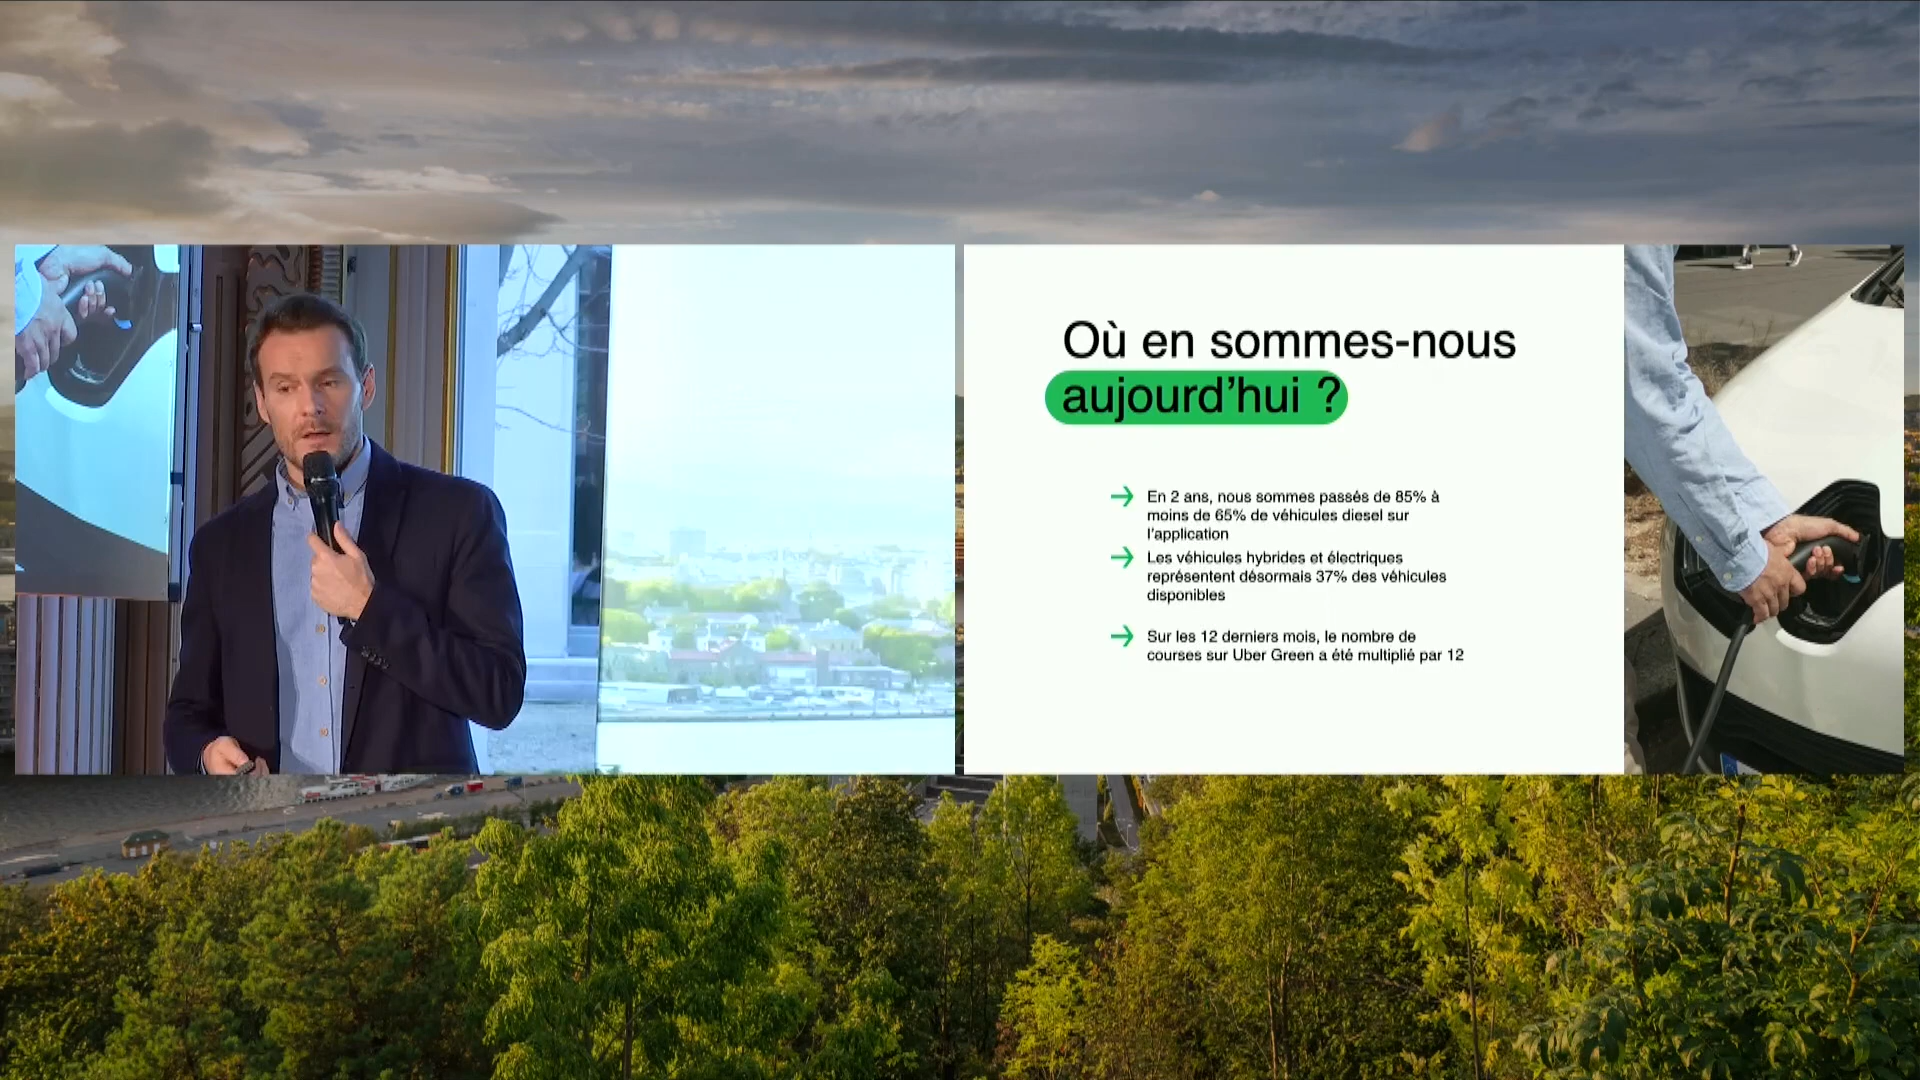 Où en sommes-nous
aujourd'hui ?
En 2 ans, nous sommes passés de 85% à
moins de 65% de véhicules diesel sur
l'application
Les véhicules hybrides et électriques
représentent désormais 37% des véhicules
disponibles
Sur les 12 derniers mois, le nombre de
courses sur Uber Green a été multiplié par 12